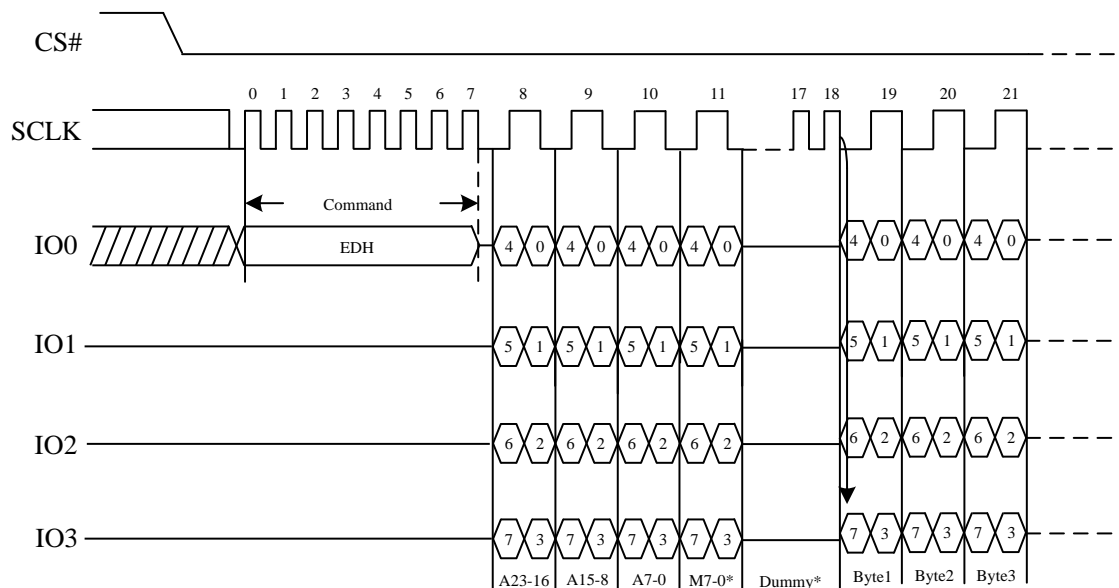 CS#
0 1 2 3 4 5 6 7 8 9 10 11 17 18 19 20 21
SCLK
Command
IO0 EDH 4 0 4 0 4 0 4 0 4 0 4 0 4 0
IO1 5 1 5 1 5 1 5 1 5 1 5 1 5 1
IO2 6 2 6 2 6 2 6 2 6 2 6 2 6 2
IO3 7 3 7 3 7 3 7 3 7 3 7 3 7 3
A23-16 A15-8 A7-0 M7-0* Dummy* Byte1 Byte2 Byte3